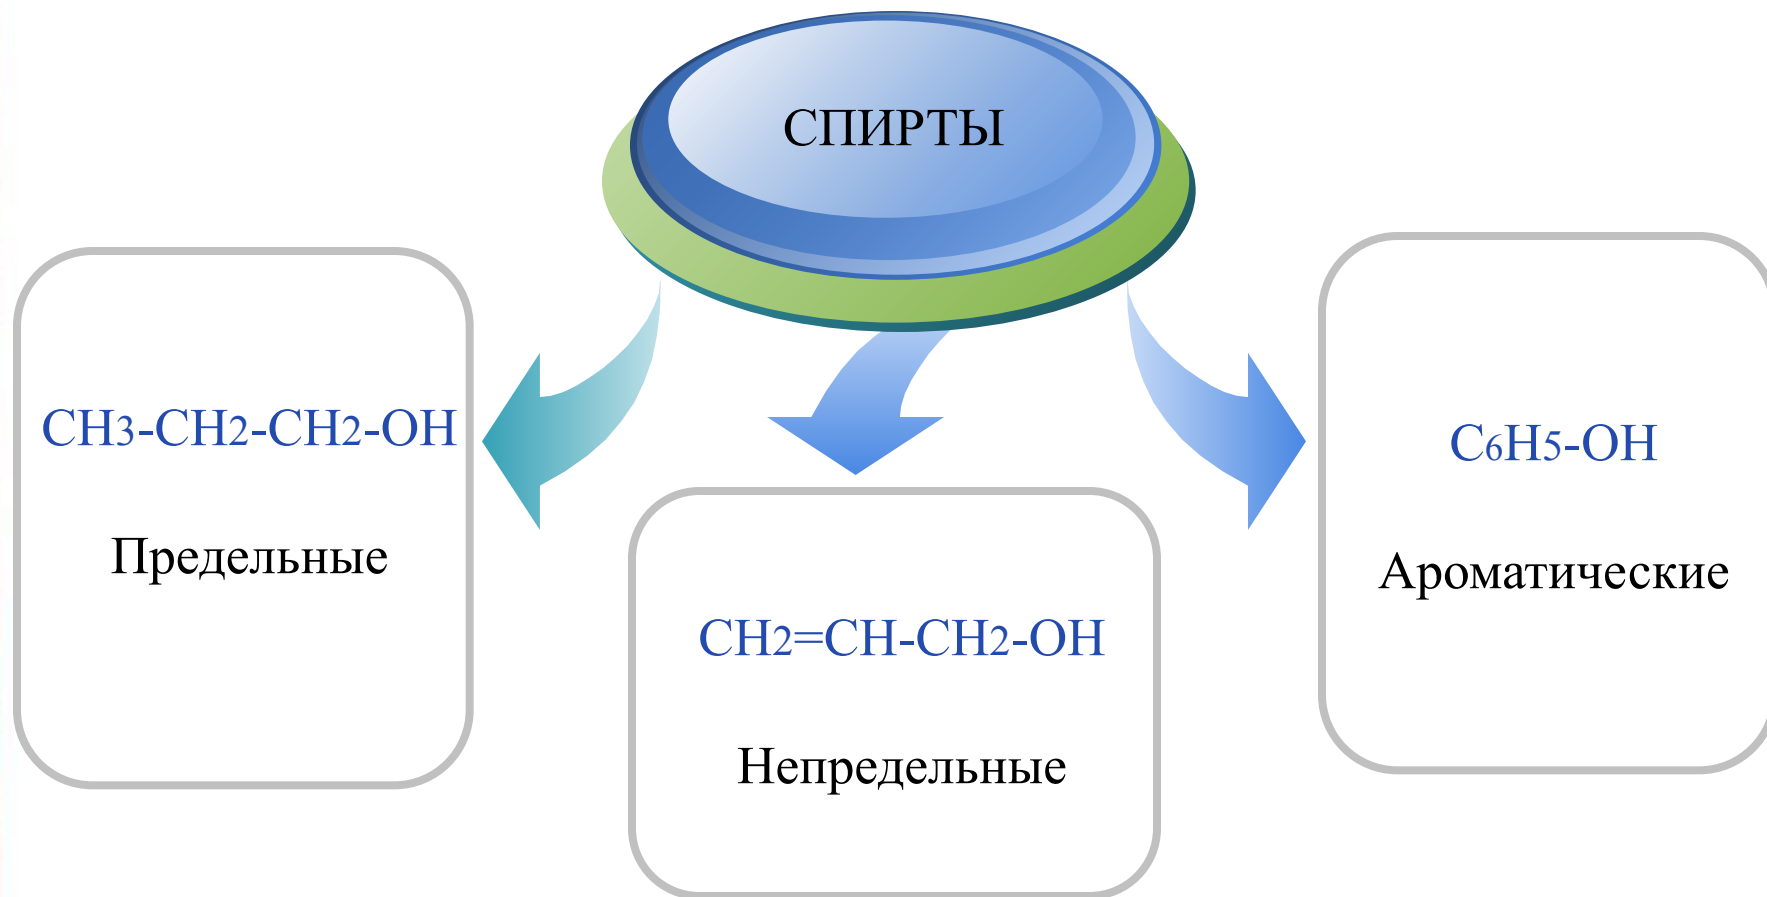 СПИРТЫ
CH3-CH2-CH2-OH
Предельные
CH2=CH-CH2-OH
Непредельные
C6H5-OH
Ароматические